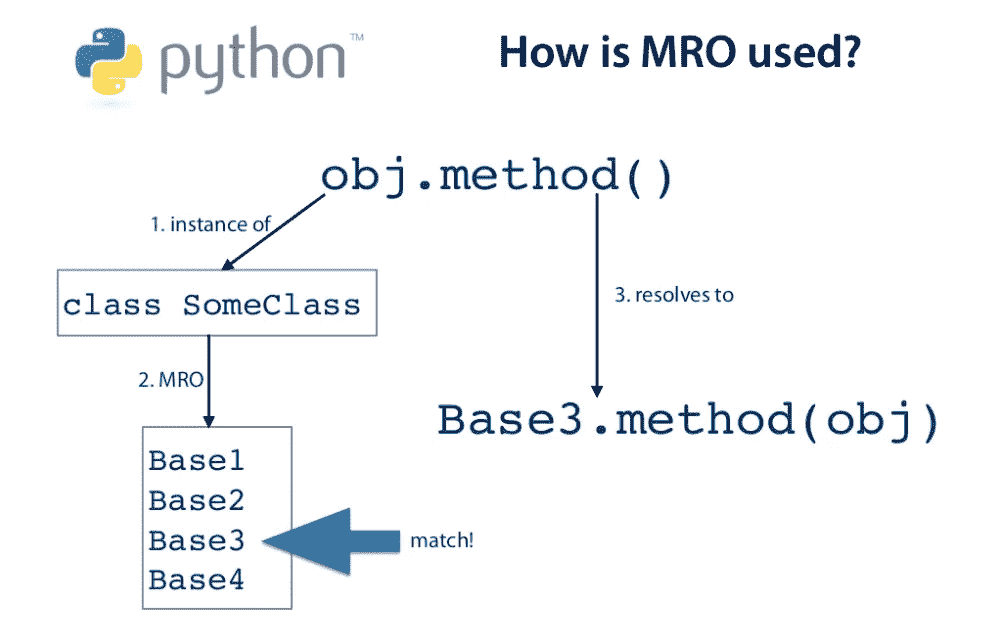 python™
How is MRO used?
obj.method()
1. instance of
class SomeClass
3. resolves to
2. MRO
Base3.method(obj)
Base1
Base2
Base3
match!
Base4